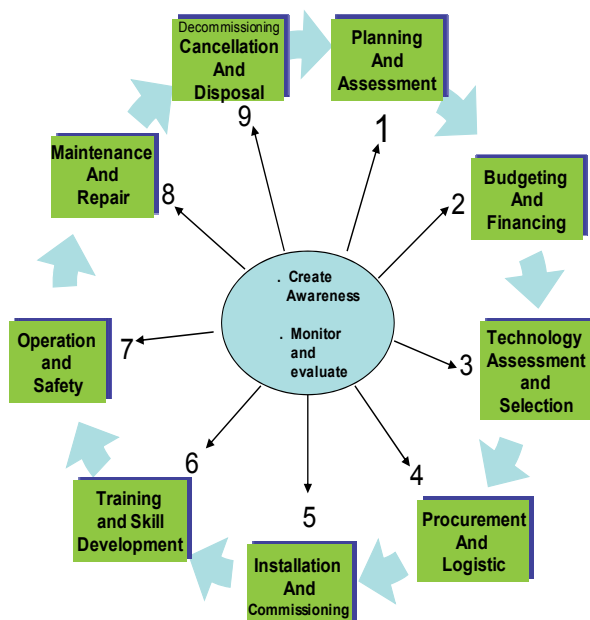 Planning
And
Assessment
1
Budgeting
And
Financing
2
Technology
Assessment
and
Selection
3
Procurement
And
Logistic
4
Installation
And
Commissioning
5
Training
and Skill
Development
6
Operation
and
Safety
7
Maintenance
And
Repair
8
Decommissioning
Cancellation
And
Disposal
9
. Create
Awareness
. Monitor
and
evaluate